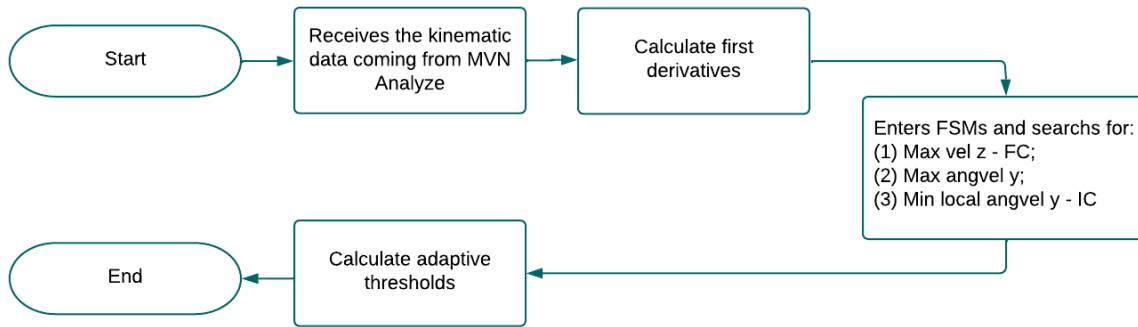 Start
Receives the kinematic
data coming from MVN
Analyze
Calculate first
derivatives
Enters FSMs and searchs for:
(1) Max vel z - FC;
(2) Max angvel y;
(3) Min local angvel y - IC
Calculate adaptive
thresholds
End